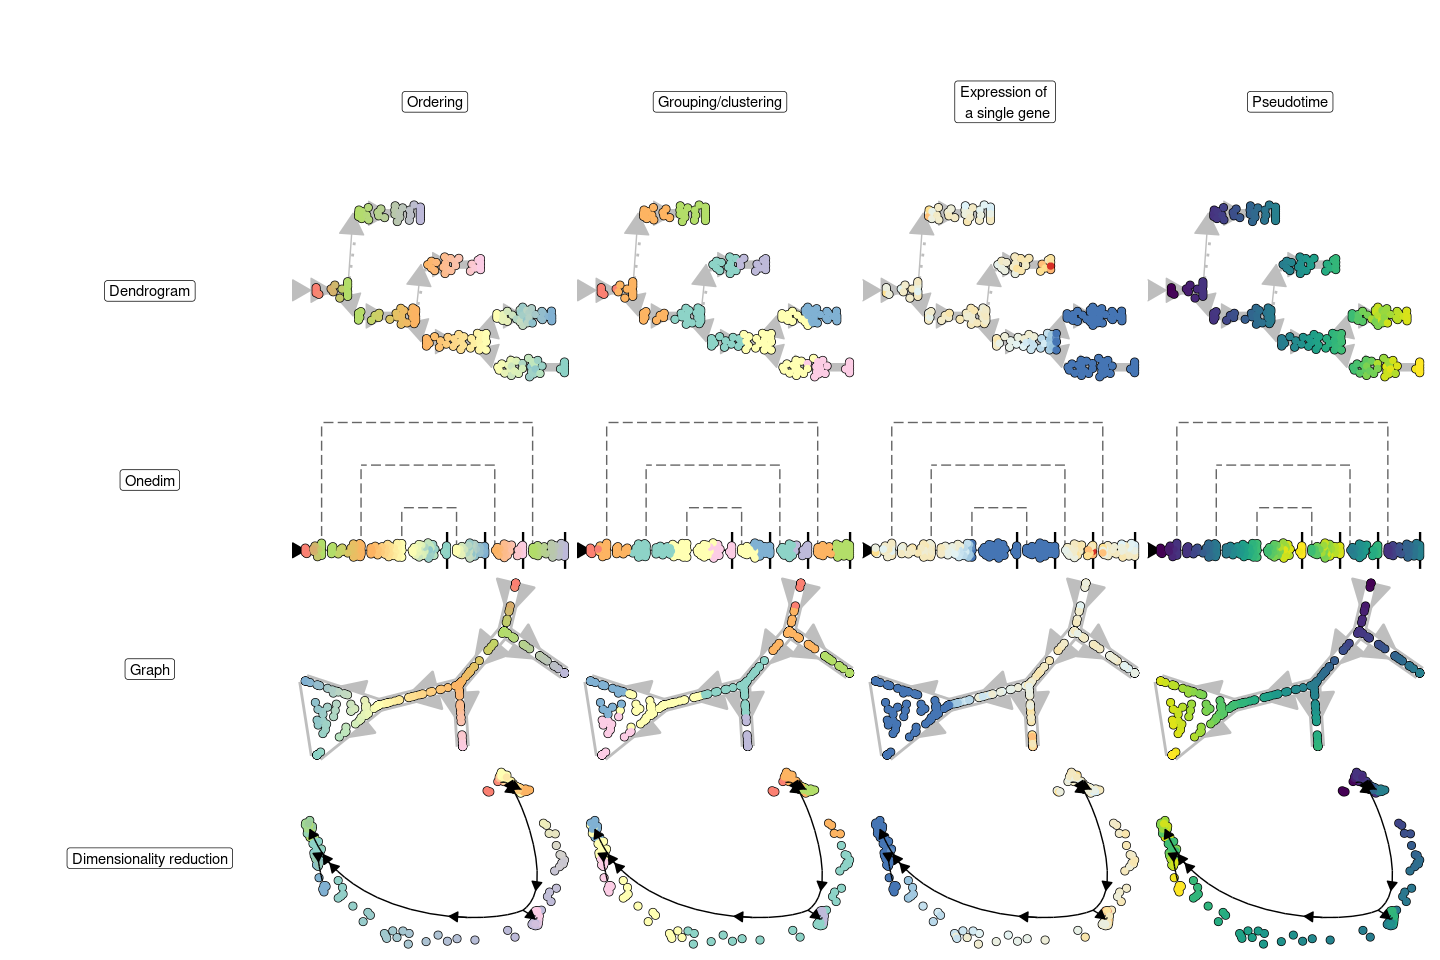 Ordering
Grouping/clustering
Expression of
a single gene
Pseudotime
Dendrogram
Onedim
Graph
Dimensionality reduction